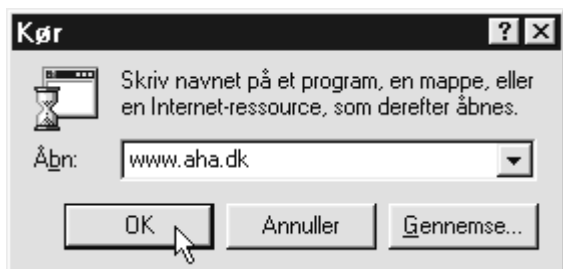 Kør
Skriv navnet på et program, en mappe, eller
en Internet-ressource, som derefter åbnes.
Åbn: www.aha.dk
OK Annuller Gennemse...